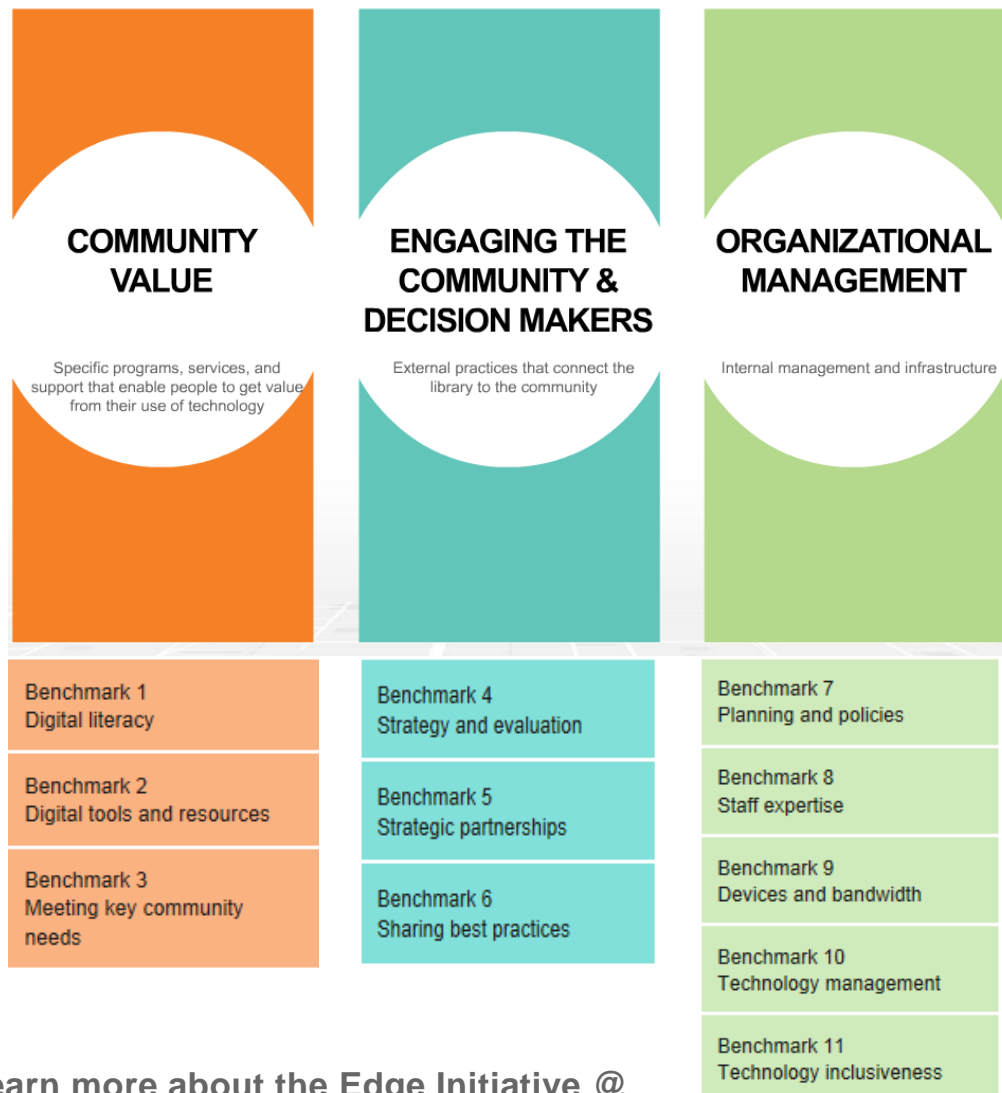 COMMUNITY
VALUE
Specific programs, services, and
support that enable people to get value
from their use of technology
Benchmark 1
Digital literacy
Benchmark 2
Digital tools and resources
Benchmark 3
Meeting key community
needs
ENGAGING THE
COMMUNITY &
DECISION MAKERS
External practices that connect the
library to the community
Benchmark 4
Strategy and evaluation
Benchmark 5
Strategic partnerships
Benchmark 6
Sharing best practices
ORGANIZATIONAL
MANAGEMENT
Internal management and infrastructure
Benchmark 7
Planning and policies
Benchmark 8
Staff expertise
Benchmark 9
Devices and bandwidth
Benchmark 10
Technology management
Benchmark 11
Technology inclusiveness
earn more about the Edge Initiative @